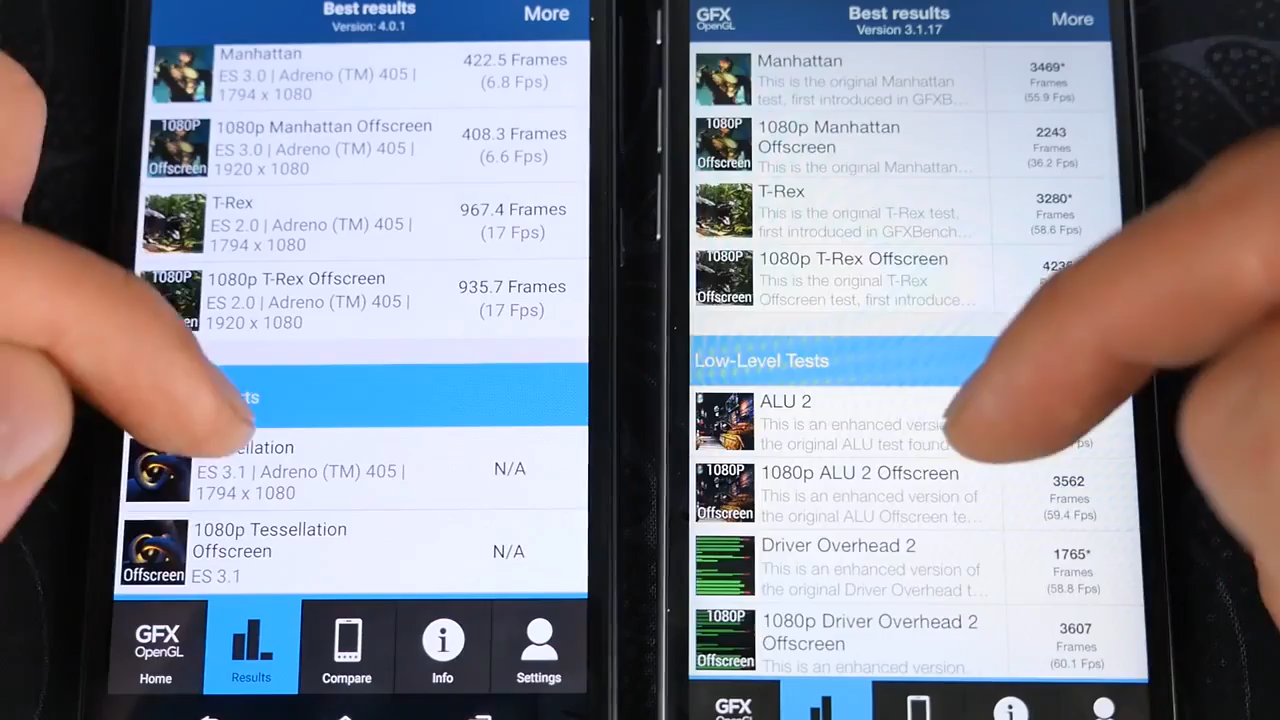 Best results
Version: 4.0.1
More
Manhattan
ES 3.0 | Adreno (TM) 405 |
1794 x 1080
422.5 Frames
(6.8 Fps)
1080P
Offscreen
1080p Manhattan Offscreen
ES 3.0 | Adreno (TM) 405 |
1920 x 1080
408.3 Frames
(6.6 Fps)
T-Rex
ES 2.0 | Adreno (TM) 405 |
1794 x 1080
967.4 Frames
(17 Fps)
1080P
1080p T-Rex Offscreen
ES 2.0 | Adreno (TM) 405 |
1920 x 1080
935.7 Frames
(17 Fps)
ES 3.1 | Adreno (TM) 405 |
1794 x 1080
N/A
Offscreen
1080p Tessellation
Offscreen
ES 3.1
N/A
GFX
OpenGL
Home
Results
Compare
Info
Settings
GFX
OpenGL
Best results
Version 3.1.17
More
Manhattan
This is the original Manhattan
test, first introduced in GFXB...
3469*
Frames
(55.9 Fps)
1080P
Offscreen
1080p Manhattan
Offscreen
This is the original Manhattan...
2243
Frames
(36.2 Fps)
T-Rex
This is the original T-Rex test,
first introduced in GFXBench...
3280*
Frames
(58.6 Fps)
1080P
Offscreen
1080p T-Rex Offscreen
This is the original T-Rex
Offscreen test, first introduce...
Low-Level Tests
ALU 2
This is an enhanced
the original ALU test found
1080P
Offscreen
1080p ALU 2 Offscreen
This is an enhanced version of
the original ALU Offscreen te...
3562
Frames
(59.4 Fps)
Driver Overhead 2
This is an enhanced version of
the original Driver Overhead t...
1765*
Frames
(58.8 Fps)
1080P
Offscreen
1080p Driver Overhead 2
Offscreen
This is an enhanced version...
3607
Frames
(60.1 Fps)
GFX
OpenGL